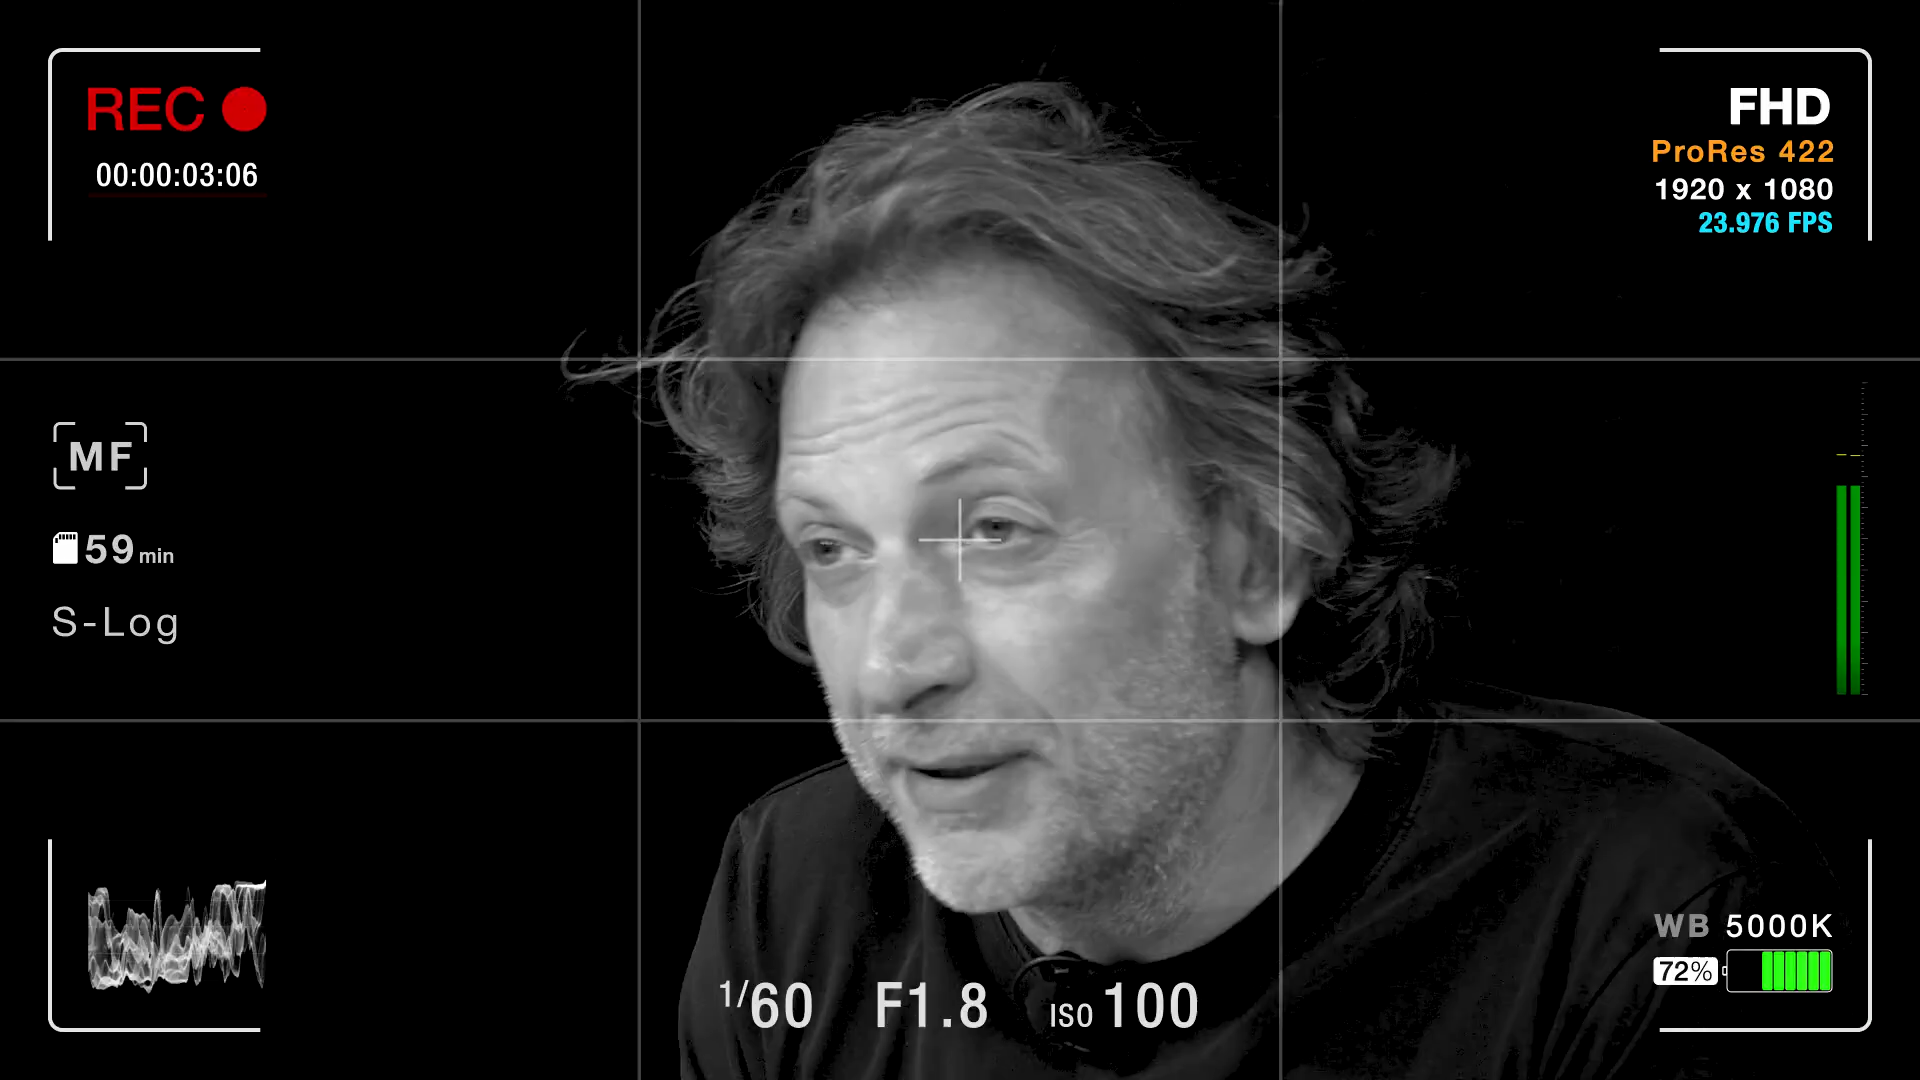 REC
00:00:03:06
FHD
ProRes 422
1920 x 1080
23.976 FPS
MF
59 min
S-Log
WB 5000K
72%
1/60 F1.8 ISO 100